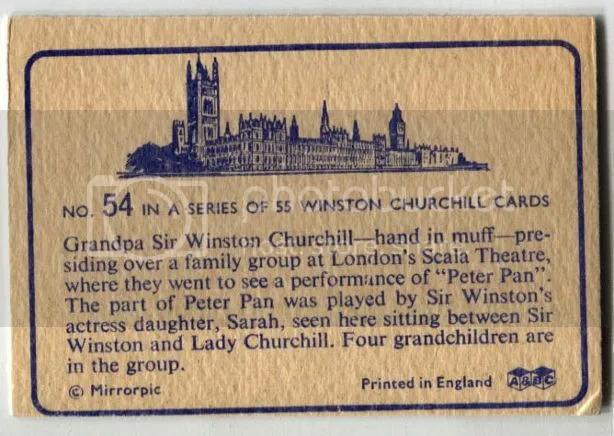 NO. 54 IN A SERIES OF 55 WINSTON CHURCHILL CARDS
Grandpa Sir Winston Churchill—hand in muff—pre-
siding over a family group at London's Scala Theatre,
where they went to see a performance of "Peter Pan".
The part of Peter Pan was played by Sir Winston's
actress daughter, Sarah, seen here sitting between Sir
Winston and Lady Churchill. Four grandchildren are
in the group.
© Mirrorpic
Printed in England A&BC
photobucket